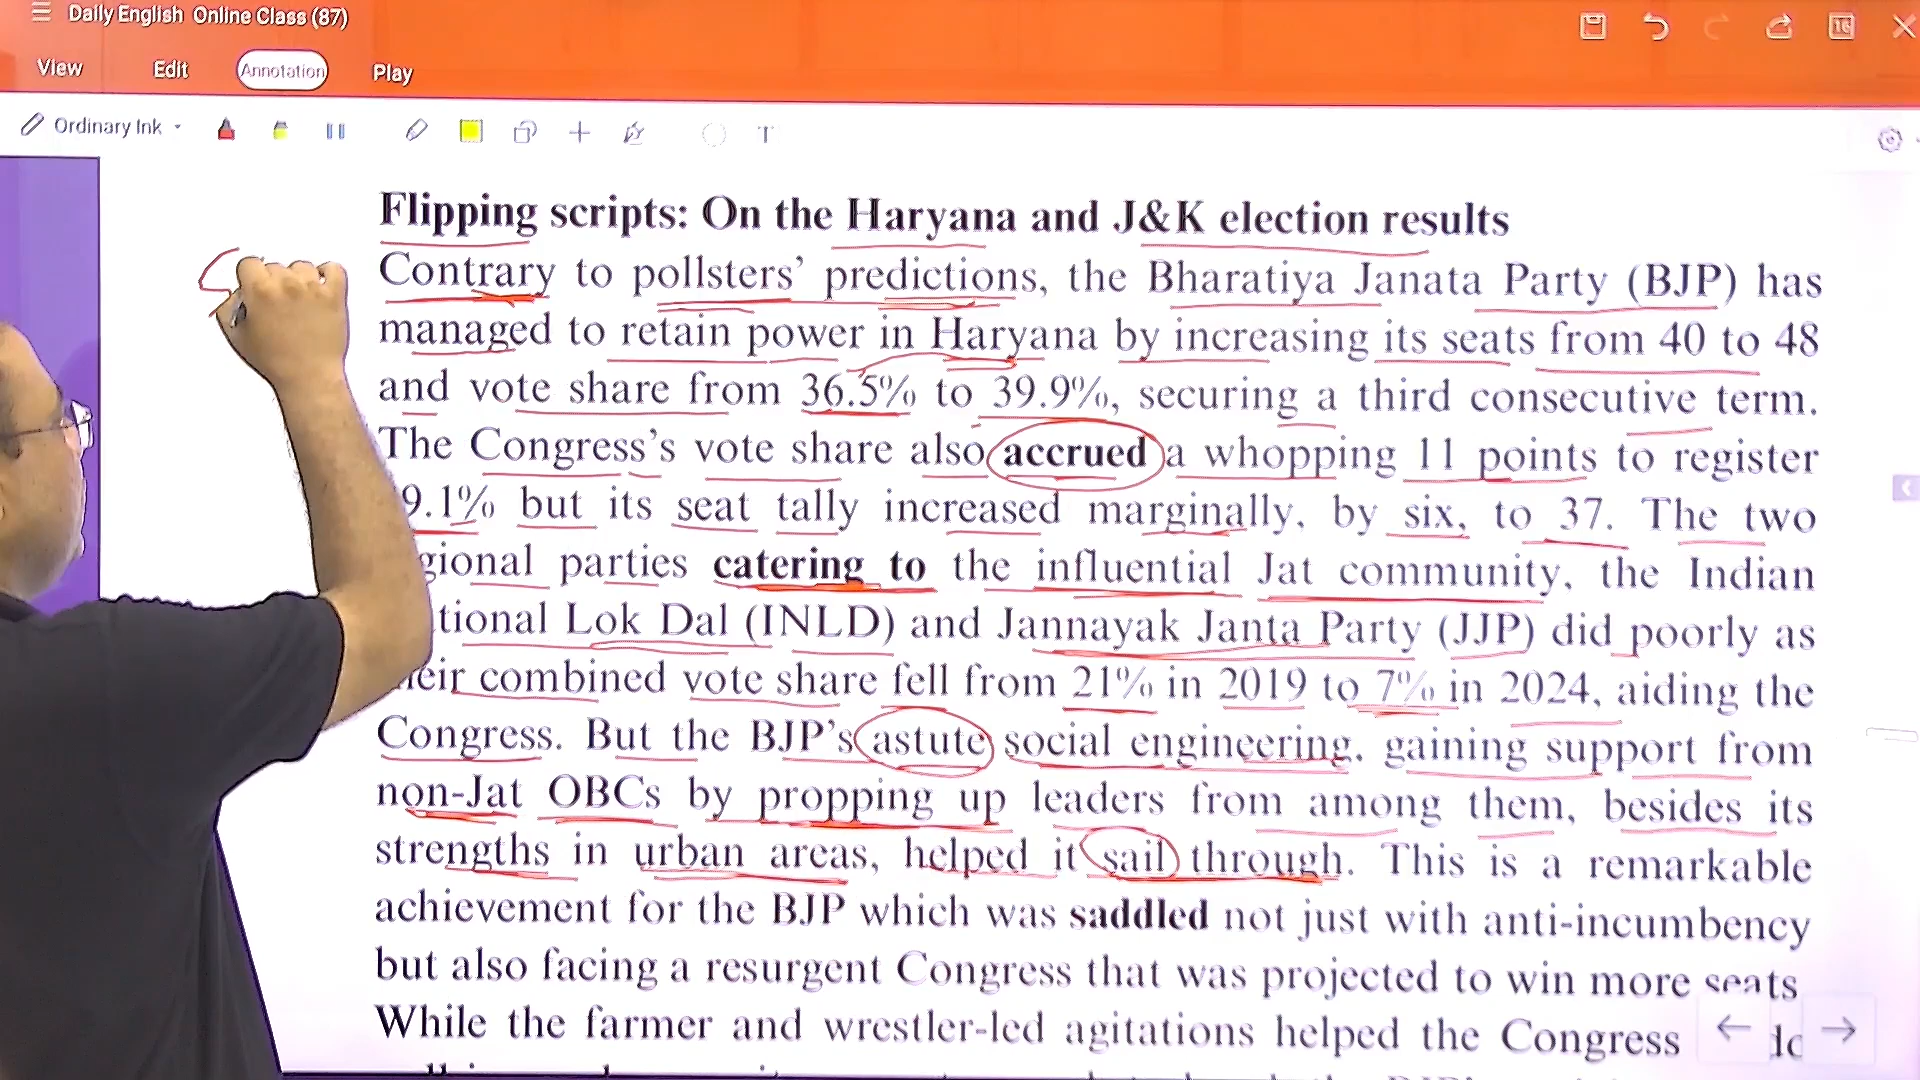 Daily English Online Class (87)
View Edit Annotation Play
Ordinary Ink
Flipping scripts: On the Haryana and J&K election results
Contrary to pollsters' predictions, the Bharatiya Janata Party (BJP) has
managed to retain power in Haryana by increasing its seats from 40 to 48
and vote share from 36.5% to 39.9%, securing a third consecutive term.
The Congress's vote share also accrued a whopping 11 points to register
9.1% but its seat tally increased marginally, by six, to 37. The two
gional parties catering to the influential Jat community, the Indian
tional Lok Dal (INLD) and Jannayak Janta Party (JJP) did poorly as
eir combined vote share fell from 21% in 2019 to 7% in 2024, aiding the
Congress. But the BJP's astute social engineering, gaining support from
non-Jat OBCs by propping up leaders from among them, besides its
strengths in urban areas, helped it sail through. This is a remarkable
achievement for the BJP which was saddled not just with anti-incumbency
but also facing a resurgent Congress that was projected to win more seats
While the farmer and wrestler-led agitations helped the Congress